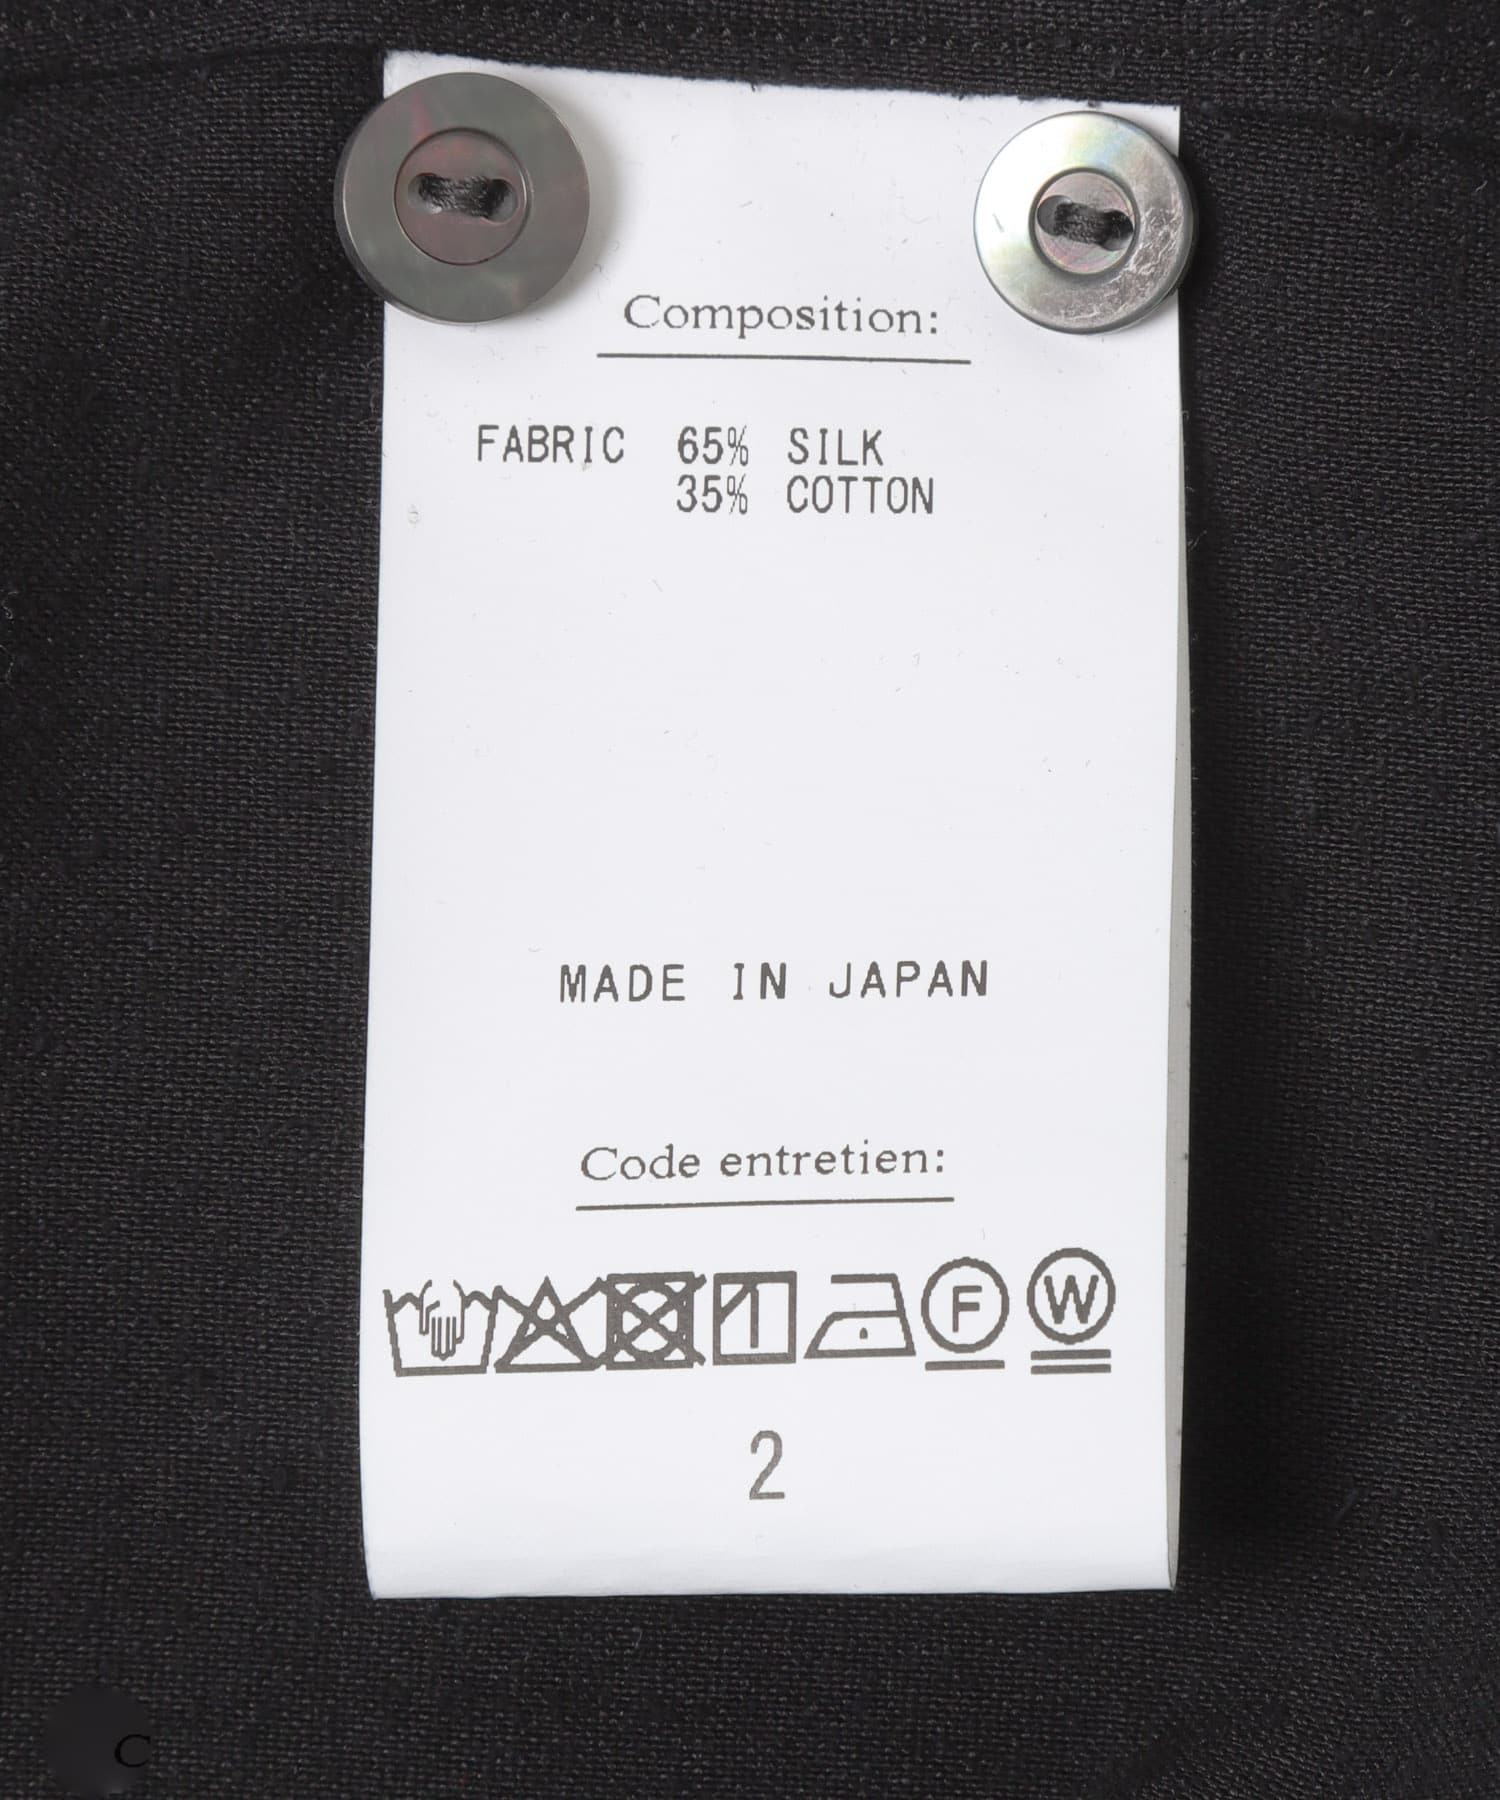 Composition:
FABRIC 65% SILK
35% COTTON
MADE IN JAPAN
Code entretien:
F W
2
C